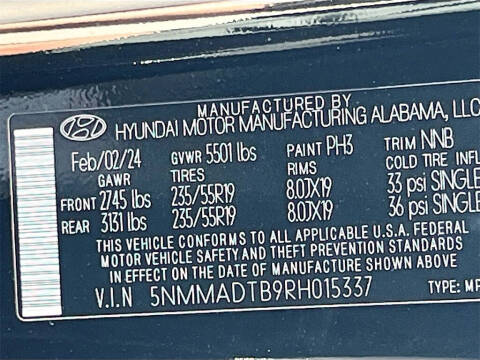 MANUFACTURED BY
HYUNDAI MOTOR MANUFACTURING ALABAMA, LLC
Feb/02/24 GVWR 5501 lbs PAINT PH3 TRIM NNB
GAWR TIRES RIMS COLD TIRE INFL
FRONT 2745 lbs 235/55R19 8.0JX19 33 psi SINGLE
REAR 3131 lbs 235/55R19 8.0JX19 36 psi SINGLE
THIS VEHICLE CONFORMS TO ALL APPLICABLE U.S.A. FEDERAL
MOTOR VEHICLE SAFETY AND THEFT PREVENTION STANDARDS
IN EFFECT ON THE DATE OF MANUFACTURE SHOWN ABOVE
V.I.N 5NMMADTB9RH015337 TYPE: MP